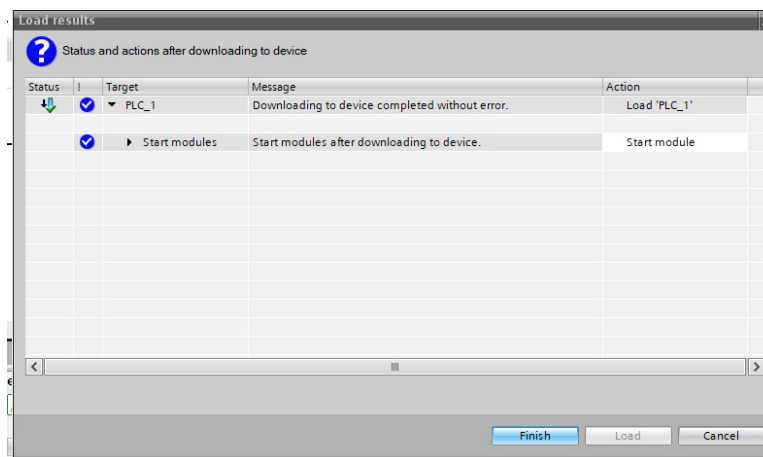 Load results
Status and actions after downloading to device
Status ! Target Message Action
PLC_1 Downloading to device completed without error. Load 'PLC_1'
Start modules Start modules after downloading to device. Start module
Finish Load Cancel